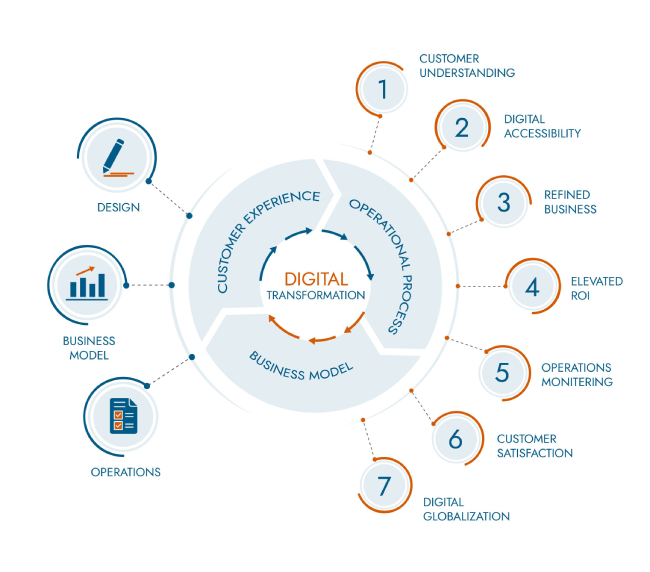 DESIGN
BUSINESS
MODEL
OPERATIONS
CUSTOMER EXPERIENCE
OPERATIONAL PROCESS
BUSINESS MODEL
DIGITAL
TRANSFORMATION
1
CUSTOMER
UNDERSTANDING
2
DIGITAL
ACCESSIBILITY
3
REFINED
BUSINESS
4
ELEVATED
ROI
5
OPERATIONS
MONITERING
6
CUSTOMER
SATISFACTION
7
DIGITAL
GLOBALIZATION